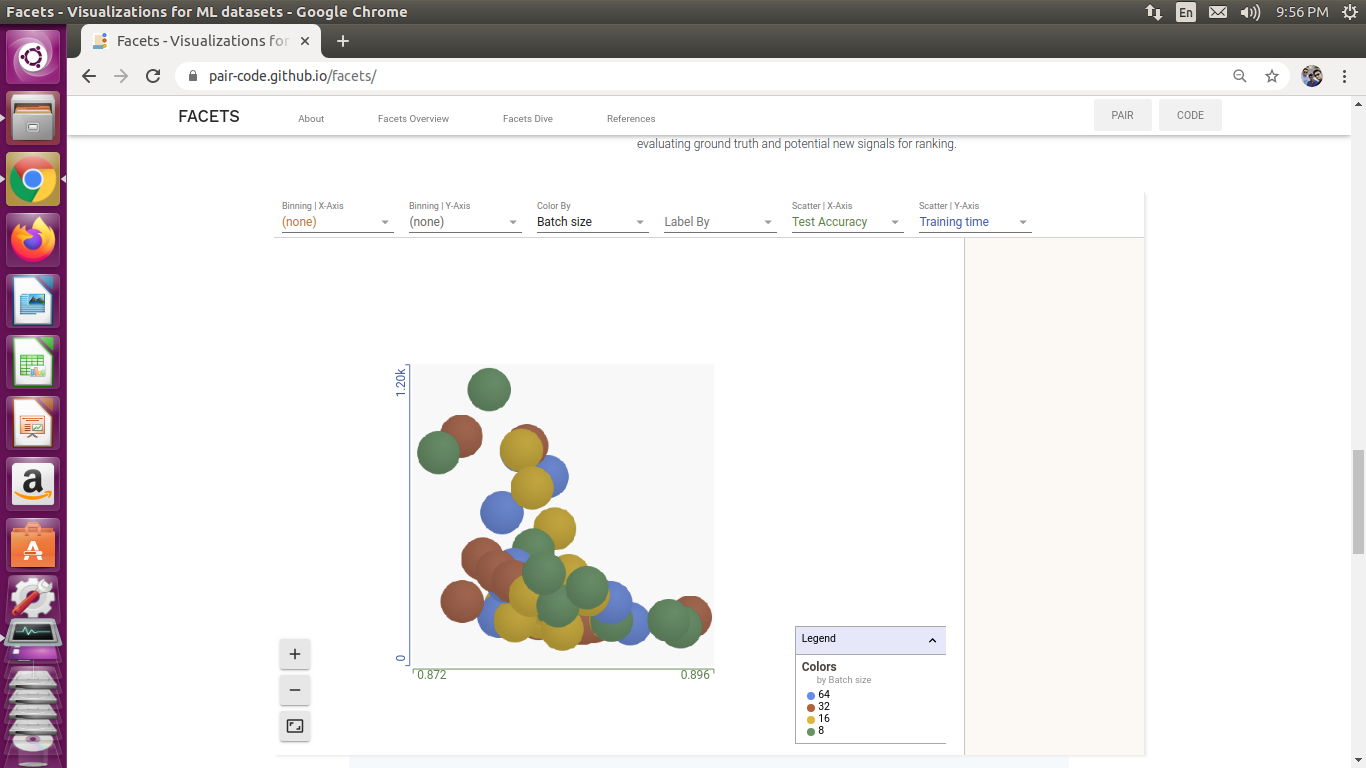 Facets - Visualizations for ML datasets - Google Chrome
En
9:56 PM
Facets - Visualizations for
pair-code.github.io/facets/
FACETS
About
Facets Overview
Facets Dive
References
PAIR
CODE
evaluating ground truth and potential new signals for ranking.
Binning | X-Axis
(none)
Binning | Y-Axis
(none)
Color By
Batch size
Label By
Scatter | X-Axis
Test Accuracy
Scatter | Y-Axis
Training time
1.20k
0
0.872
0.896
Legend
Colors
by Batch size
64
32
16
8